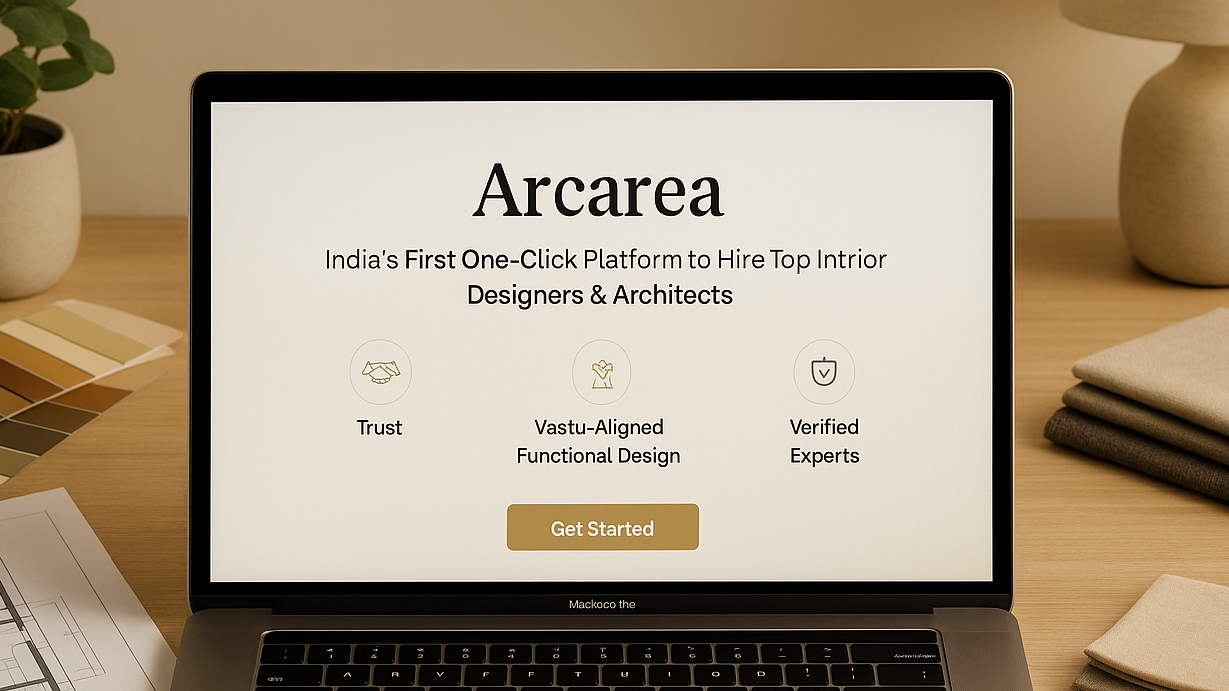 Arcarea
India's First One-Click Platform to Hire Top Intrior
Designers & Architects
Trust
Vastu-Aligned
Functional Design
Verified
Experts
Get Started
Mackoco the
A R V F T U I O D